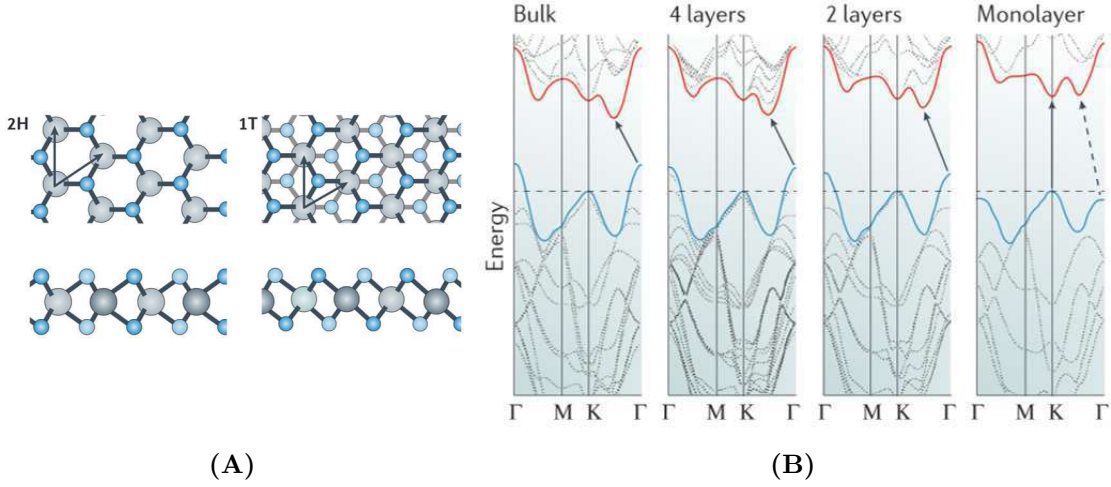 2H
1T
(A)
Bulk
4 layers
2 layers
Monolayer
Energy
Γ M K Γ
Γ M K Γ
Γ M K Γ
Γ M K Γ
(B)